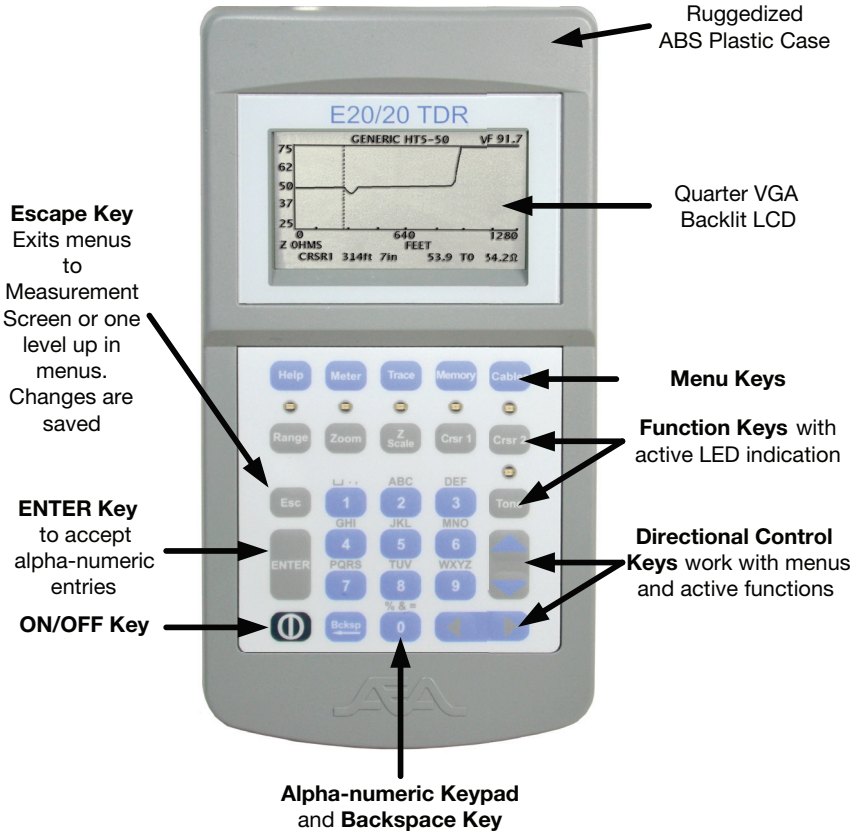 Ruggedized
ABS Plastic Case
E20/20 TDR
GENERIC HT5-50 VF 91.7
75
62
50
37
25
0 640 1280
Z OHMS FEET
CRSR1 314ft 7in 53.9 TO 54.2Ω
Quarter VGA
Backlit LCD
Escape Key
Exits menus
to
Measurement
Screen or one
level up in
menus.
Changes are
saved
Help Meter Trace Memory Cable
Menu Keys
Range Zoom Z Scale Crsr 1 Crsr 2
Function Keys with
active LED indication
ABC DEF
Esc 1 2 3 Tone
GHI JKL MNO
ENTER 4 5 6
PQRS TUV WXYZ
7 8 9
% & =
Bcksp 0
ENTER Key
to accept
alpha-numeric
entries
Directional Control
Keys work with menus
and active functions
ON/OFF Key
AEA
Alpha-numeric Keypad
and Backspace Key